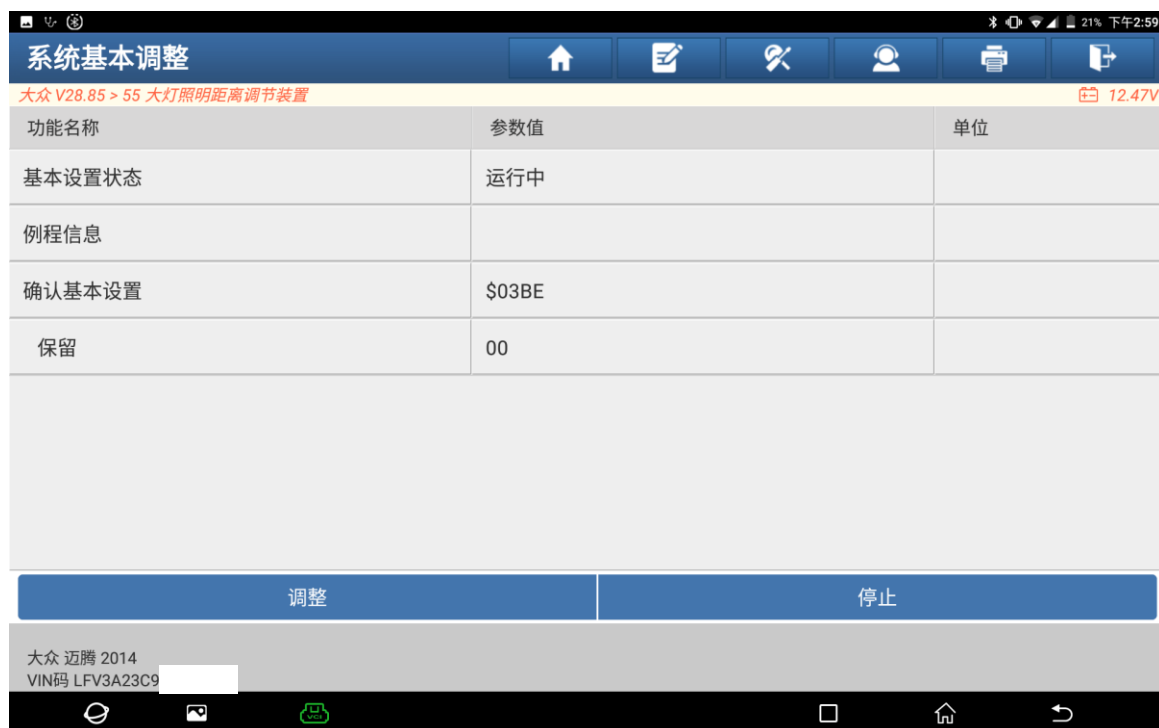 21% 下午2:59
系统基本调整
大众 V28.85 > 55 大灯照明距离调节装置 12.47V
功能名称 参数值 单位
基本设置状态 运行中
例程信息
确认基本设置 $03BE
保留 00
调整 停止
大众 迈腾 2014
VIN码 LFV3A23C9
VCI